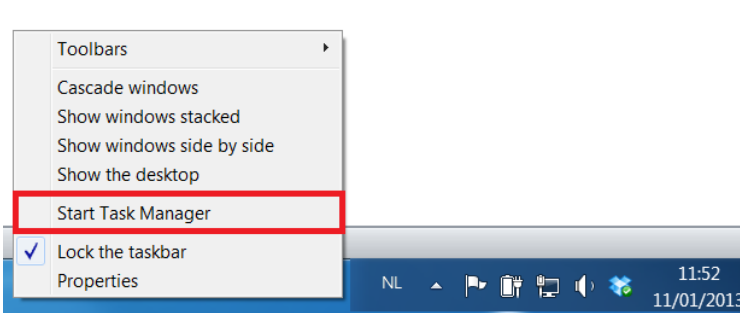 Toolbars
Cascade windows
Show windows stacked
Show windows side by side
Show the desktop
Start Task Manager
Lock the taskbar
Properties
NL
11:52
11/01/2013